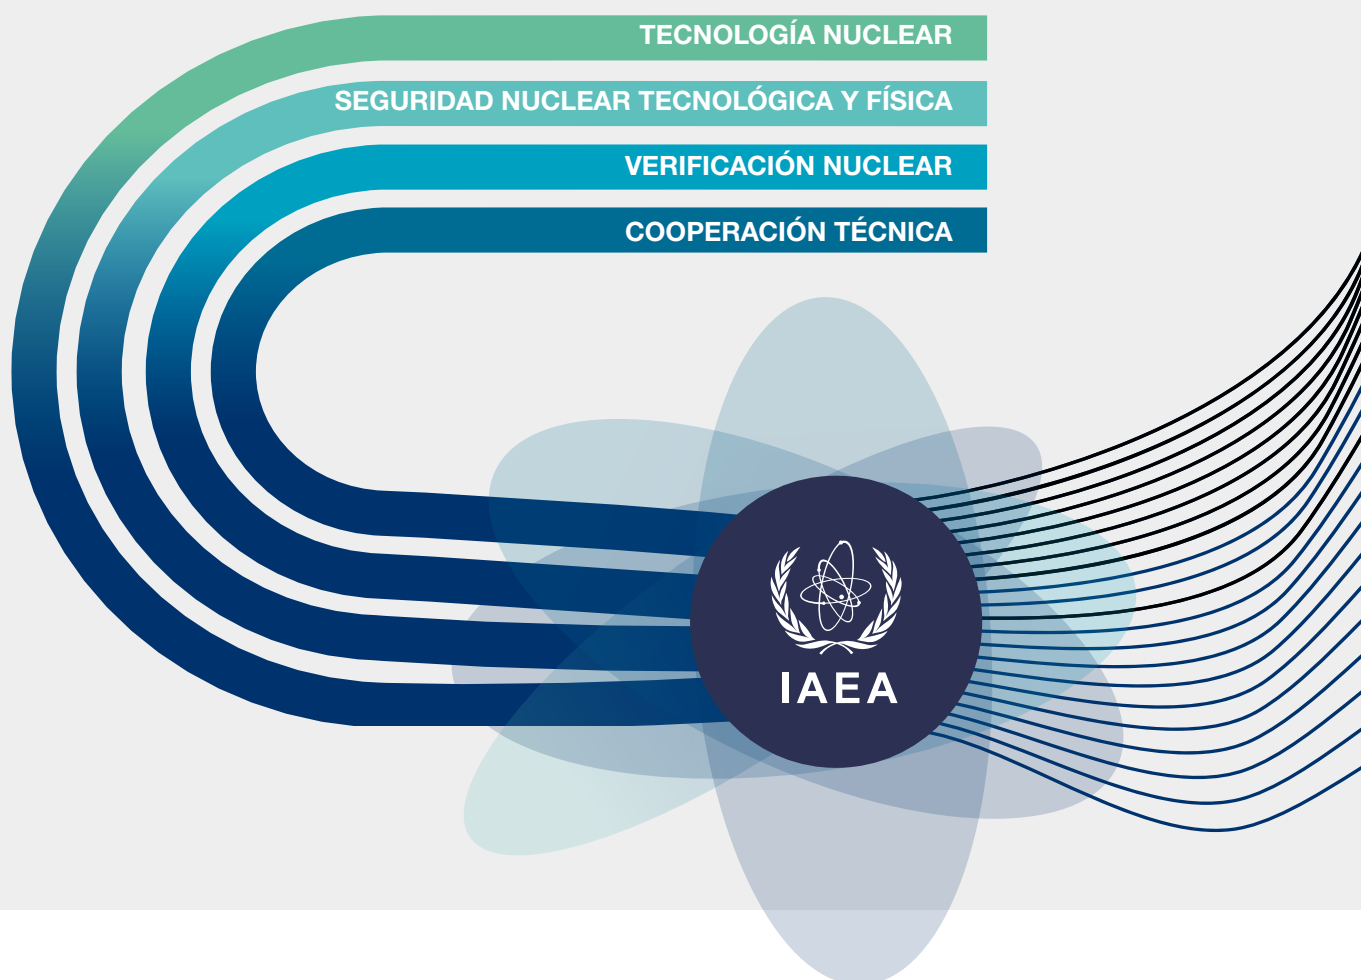 TECNOLOGÍA NUCLEAR
SEGURIDAD NUCLEAR TECNOLÓGICA Y FÍSICA
VERIFICACIÓN NUCLEAR
COOPERACIÓN TÉCNICA
IAEA